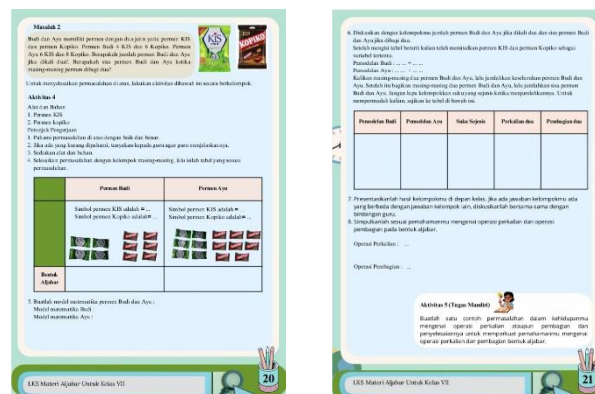 Masalah 2
Budi dan Ayu memiliki permen dengan dua jenis yaitu permen KIS
dan permen Kopiko. Permen Budi 4 KIS dan 6 Kopiko. Permen
Ayu 6 KIS dan 8 Kopiko. Berapakah jumlah permen Budi dan Ayu
jika dikali dua? Berapakah sisa permen Budi dan Ayu ketika
masing-masing permen dibagi dua?
KIS
KOPIKO
Untuk menyelesaikan permasalahan di atas, lakukan aktivitas dibawah ini secara berkelompok.
Aktivitas 4
Alat dan Bahan
1. Permen KIS
2. Permen kopiko
Petunjuk Pengerjaan
1. Pahami permasalahan di atas dengan baik dan benar.
2. Jika ada yang kurang dipahami, tanyakan kepada guru agar guru menjelaskannya.
3. Sediakan alat dan bahan.
4. Selesaikan permasalahan dengan kelompok masing-masing, lalu isilah tabel yang sesuai
permasalahan.
Permen Budi
Permen Ayu
Simbol permen KIS adalah = ...
Simbol permen Kopiko adalah= ...
Simbol permen KIS adalah = ...
Simbol permen Kopiko adalah= ...
Bentuk
Aljabar
5. Buatlah model matematika permen Budi dan Ayu :
Model matematika Budi :
Model matematika Ayu :
LKS Materi Aljabar Untuk Kelas VII
20
6. Diskusikan dengan kelompokmu jumlah permen Budi dan Ayu jika dikali dua dan sisa permen Budi
dan Ayu jika dibagi dua.
Setelah mengisi tabel berarti kalian telah memisalkan permen KIS dan permen Kopiko sebagai
variabel tertentu.
Pemodelan Budi : ... ... + ... ...
Pemodelan Ayu : ... ... + ... ...
Kalikan masing-masing dua permen Budi dan Ayu, lalu jumlahkan keseluruhan permen Budi dan
Ayu. Setelah itu bagikan masing-masing dua permen Budi dan Ayu, lalu jumlahkan sisa permen
Budi dan Ayu. Jangan lupa kelompokkan suku yang sejenis ketika menjumlahkannya. Untuk
mempermudah kalian, sajikan ke tabel di bawah ini.
Pemodelan Budi
Pemodelan Ayu
Suku Sejenis
Perkalian dua
Pembagian dua
7. Presentasikanlah hasil kelompokmu di depan kelas. Jika ada jawaban kelompokmu ada
yang berbeda dengan jawaban kelompok lain, diskusikanlah bersama-sama dengan
bimbingan guru.
8. Simpulkanlah sesuai pemahamanmu mengenai operasi perkalian dan operasi
pembagian pada bentuk aljabar.
Operasi Perkalian : ...
Operasi Pembagian : ...
Aktivitas 5 (Tugas Mandiri)
Buatlah satu contoh permasalahan dalam kehidupanmu
mengenai operasi perkalian ataupun pembagian dan
penyelesaiannya untuk memperkuat pemahamanmu mengenai
operasi perkalian dan pembagian bentuk aljabar.
LKS Materi Aljabar Untuk Kelas VII
21